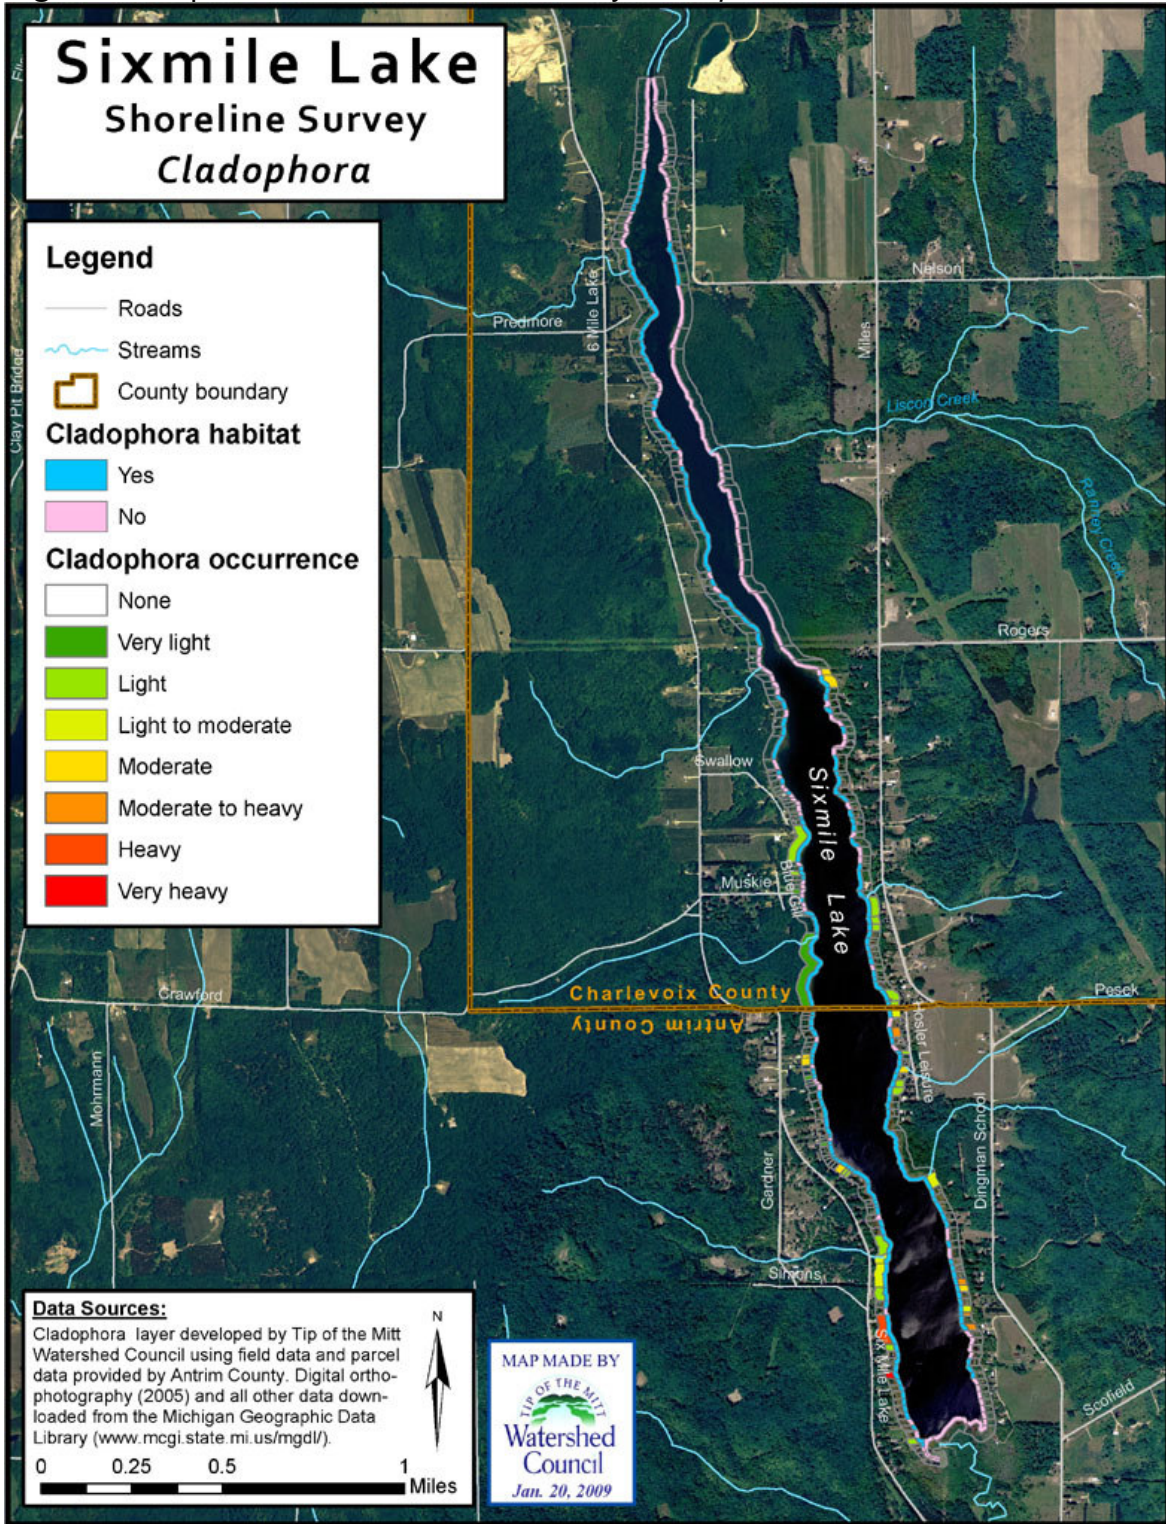 Sixmile Lake
Shoreline Survey
Cladophora
Legend
Roads
Streams
County boundary
Cladophora habitat
Yes
No
Cladophora occurrence
None
Very light
Light
Light to moderate
Moderate
Moderate to heavy
Heavy
Very heavy
Clay Pit Bridge
6 Mile Lake
Predmore
Nelson
Miles
Liscon Creek
Rogers
Swallow
Sixmile Lake
Muskie
Blue Gill
Crawford
Charlevoix County
Antrim County
Pesek
Hosler Leisure
Mohrmann
Gardner
Dingman School
Simons
Six Mile Lake
Scofield
Data Sources:
Cladophora layer developed by Tip of the Mitt
Watershed Council using field data and parcel
data provided by Antrim County. Digital ortho-
photography (2005) and all other data down-
loaded from the Michigan Geographic Data
Library (www.mcgi.state.mi.us/mgdl/).
N
0 0.25 0.5 1
Miles
MAP MADE BY
TIP OF THE MITT
Watershed
Council
Jan. 20, 2009